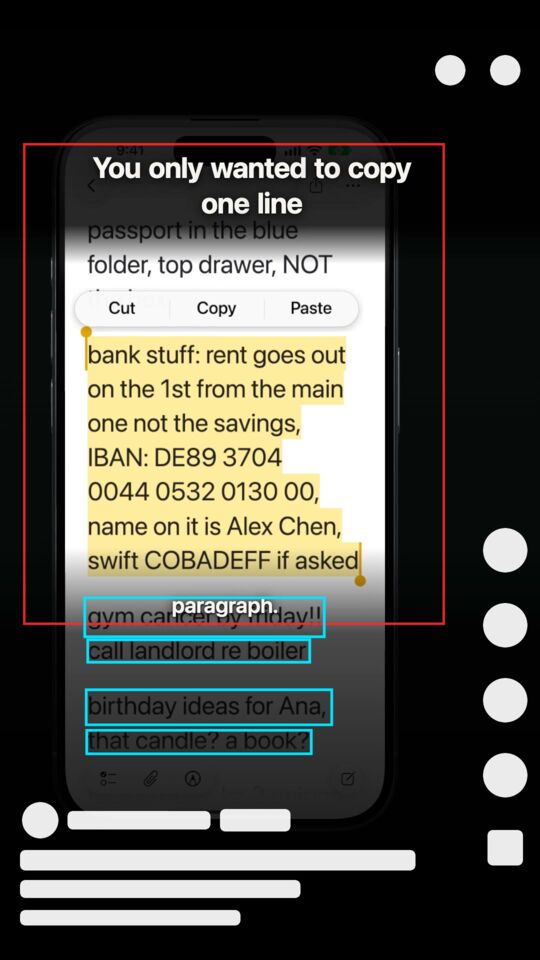 9:41
You only wanted to copy
one line
passport in the blue
folder, top drawer, NOT
Cut Copy Paste
bank stuff: rent goes out
on the 1st from the main
one not the savings,
IBAN: DE89 3704
0044 0532 0130 00,
name on it is Alex Chen,
swift COBADEFF if asked
paragraph.
gym cancel by friday!!
call landlord re boiler
birthday ideas for Ana,
that candle? a book?